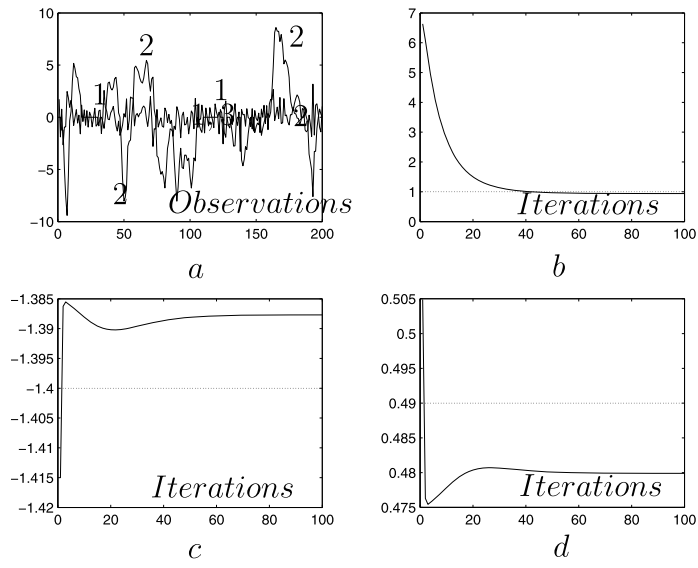 10 7
2 2
5 6
1 1 5
0 1 3 2 4
3
−5 2
2 1
Observations Iterations
−10 0
0 50 100 150 200 0 20 40 60 80 100
a b
−1.385 0.505
−1.39 0.5
−1.395 0.495
−1.4 0.49
−1.405 0.485
−1.41 0.48
−1.415 Iterations Iterations
−1.42 0.475
0 20 40 60 80 100 0 20 40 60 80 100
c d